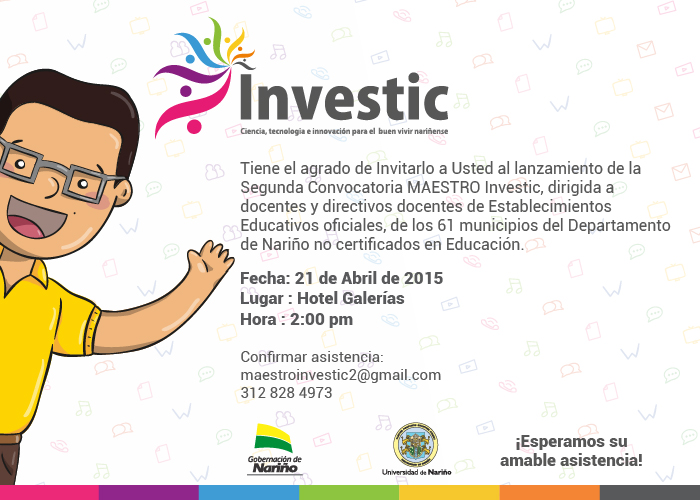 Investic
Ciencia, tecnología e innovación para el buen vivir nariñense
Tiene el agrado de Invitarlo a Usted al lanzamiento de la
Segunda Convocatoria MAESTRO Investic, dirigida a
docentes y directivos docentes de Establecimientos
Educativos oficiales, de los 61 municipios del Departamento
de Nariño no certificados en Educación.
Fecha: 21 de Abril de 2015
Lugar : Hotel Galerías
Hora : 2:00 pm
Confirmar asistencia:
maestroinvestic2@gmail.com
312 828 4973
Gobernación de
Nariño
Universidad de Nariño
¡Esperamos su
amable asistencia!